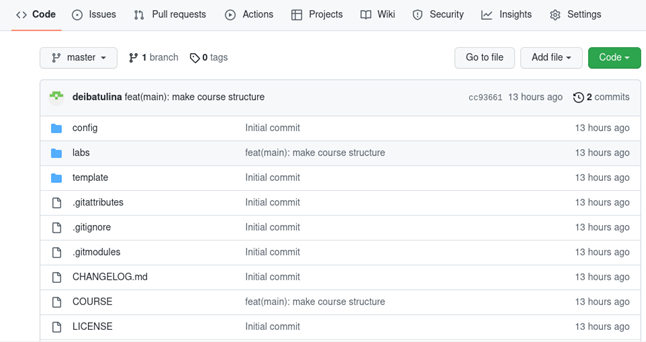 Code Issues Pull requests Actions Projects Wiki Security Insights Settings
master 1 branch 0 tags Go to file Add file Code
deibatulina feat(main): make course structure cc93661 13 hours ago 2 commits
config Initial commit 13 hours ago
labs feat(main): make course structure 13 hours ago
template Initial commit 13 hours ago
.gitattributes Initial commit 13 hours ago
.gitignore Initial commit 13 hours ago
.gitmodules Initial commit 13 hours ago
CHANGELOG.md Initial commit 13 hours ago
COURSE feat(main): make course structure 13 hours ago
LICENSE Initial commit 13 hours ago